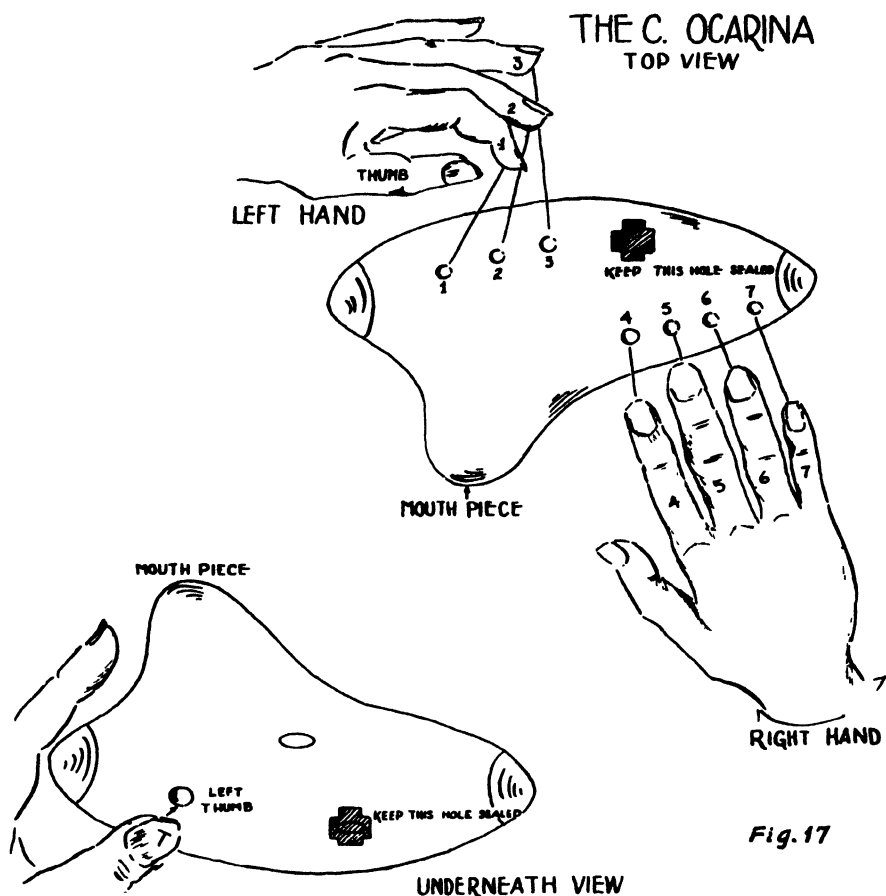 THE C. OCARINA
TOP VIEW
3
2
1
THUMB
LEFT HAND
1
2
3
KEEP THIS HOLE SEALED
4
5
6
7
MOUTH PIECE
4
5
6
7
7
RIGHT HAND
MOUTH PIECE
LEFT
THUMB
T
KEEP THIS HOLE SEALED
Fig. 17
UNDERNEATH VIEW